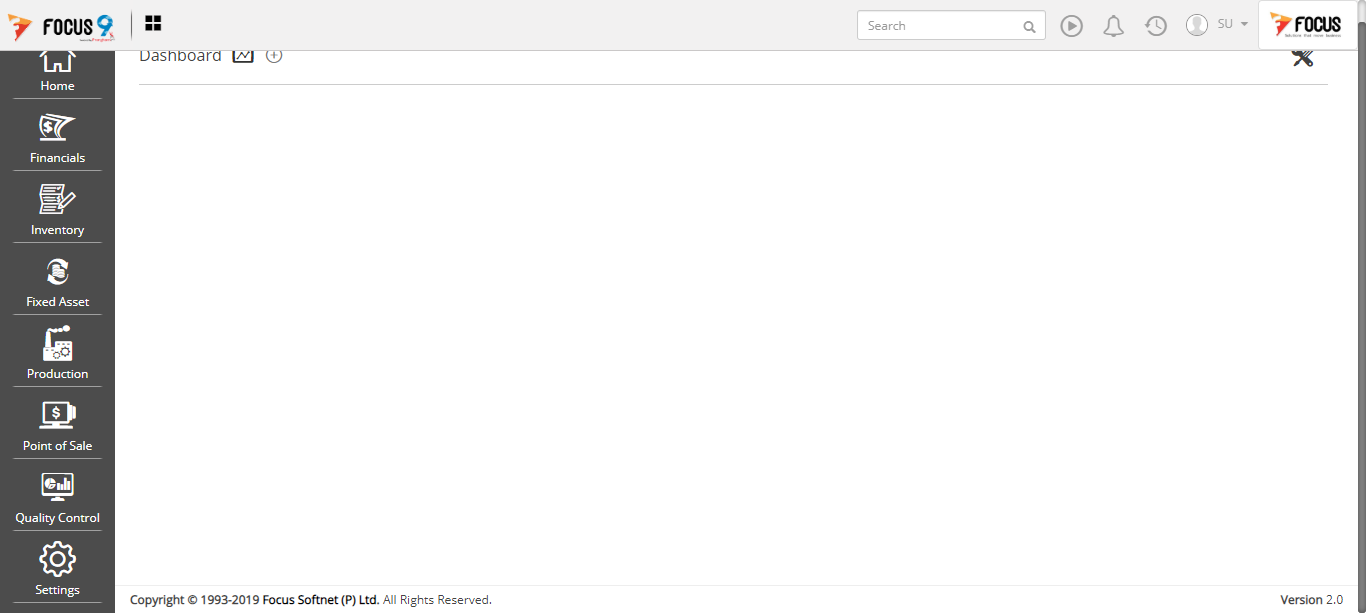 FOCUS 9
Search
SU
FOCUS
Dashboard
Home
Financials
Inventory
Fixed Asset
Production
Point of Sale
Quality Control
Settings
Copyright © 1993-2019 Focus Softnet (P) Ltd. All Rights Reserved.
Version 2.0